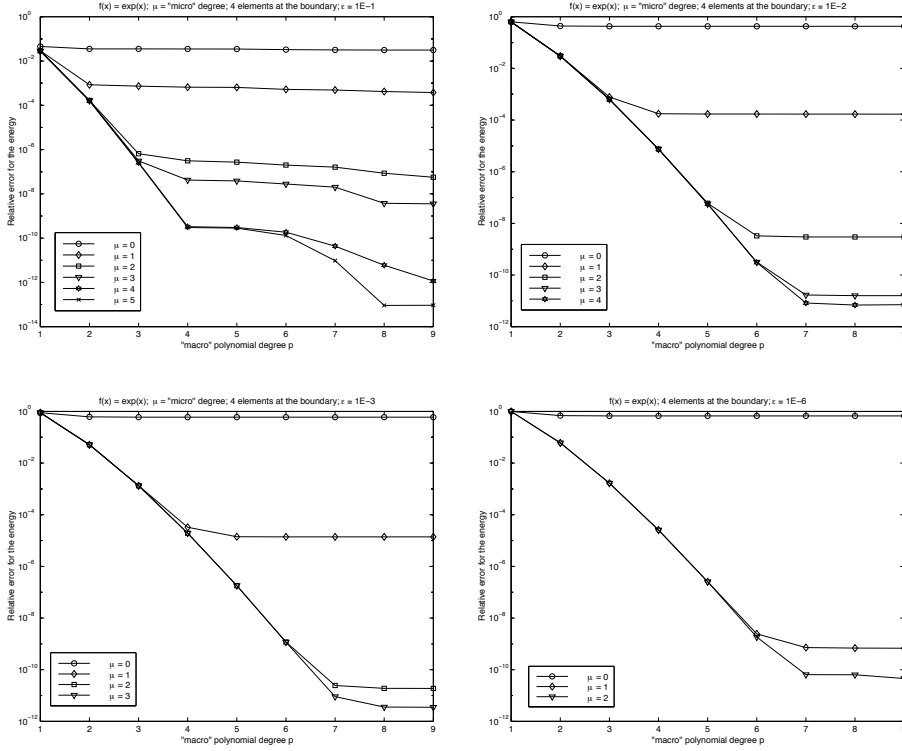 f(x) = exp(x); μ = "micro" degree; 4 elements at the boundary; ε ≅ 1E−1
Relative error for the energy
10^0
10^−2
10^−4
10^−6
10^−8
10^−10
10^−12
10^−14
μ = 0
μ = 1
μ = 2
μ = 3
μ = 4
μ = 5
1 2 3 4 5 6 7 8 9
"macro" polynomial degree p
f(x) = exp(x); μ = "micro" degree; 4 elements at the boundary; ε ≅ 1E−2
Relative error for the energy
10^0
10^−2
10^−4
10^−6
10^−8
10^−10
10^−12
μ = 0
μ = 1
μ = 2
μ = 3
μ = 4
1 2 3 4 5 6 7 8 9
"macro" polynomial degree p
f(x) = exp(x); μ = "micro" degree; 4 elements at the boundary; ε ≅ 1E−3
Relative error for the energy
10^0
10^−2
10^−4
10^−6
10^−8
10^−10
10^−12
μ = 0
μ = 1
μ = 2
μ = 3
1 2 3 4 5 6 7 8 9
"macro" polynomial degree p
f(x) = exp(x); μ = "micro" degree; 4 elements at the boundary; ε ≅ 1E−6
Relative error for the energy
10^0
10^−2
10^−4
10^−6
10^−8
10^−10
10^−12
μ = 0
μ = 1
μ = 2
1 2 3 4 5 6 7 8 9
"macro" polynomial degree p